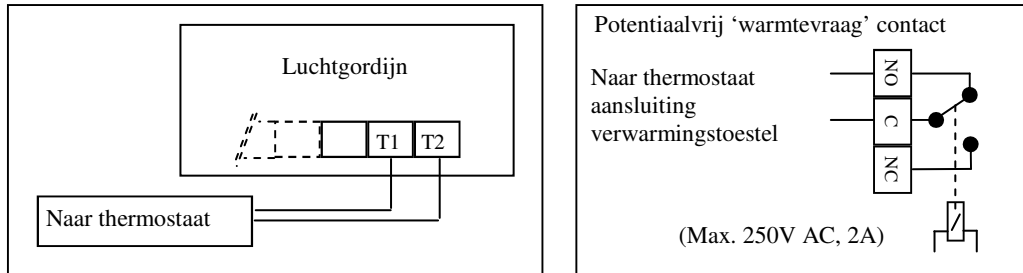 Luchtgordijn
T1 T2
Naar thermostaat
Potentiaalvrij ‘warmtevraag’ contact
Naar thermostaat
aansluiting
verwarmingstoestel
NO
C
NC
(Max. 250V AC, 2A)